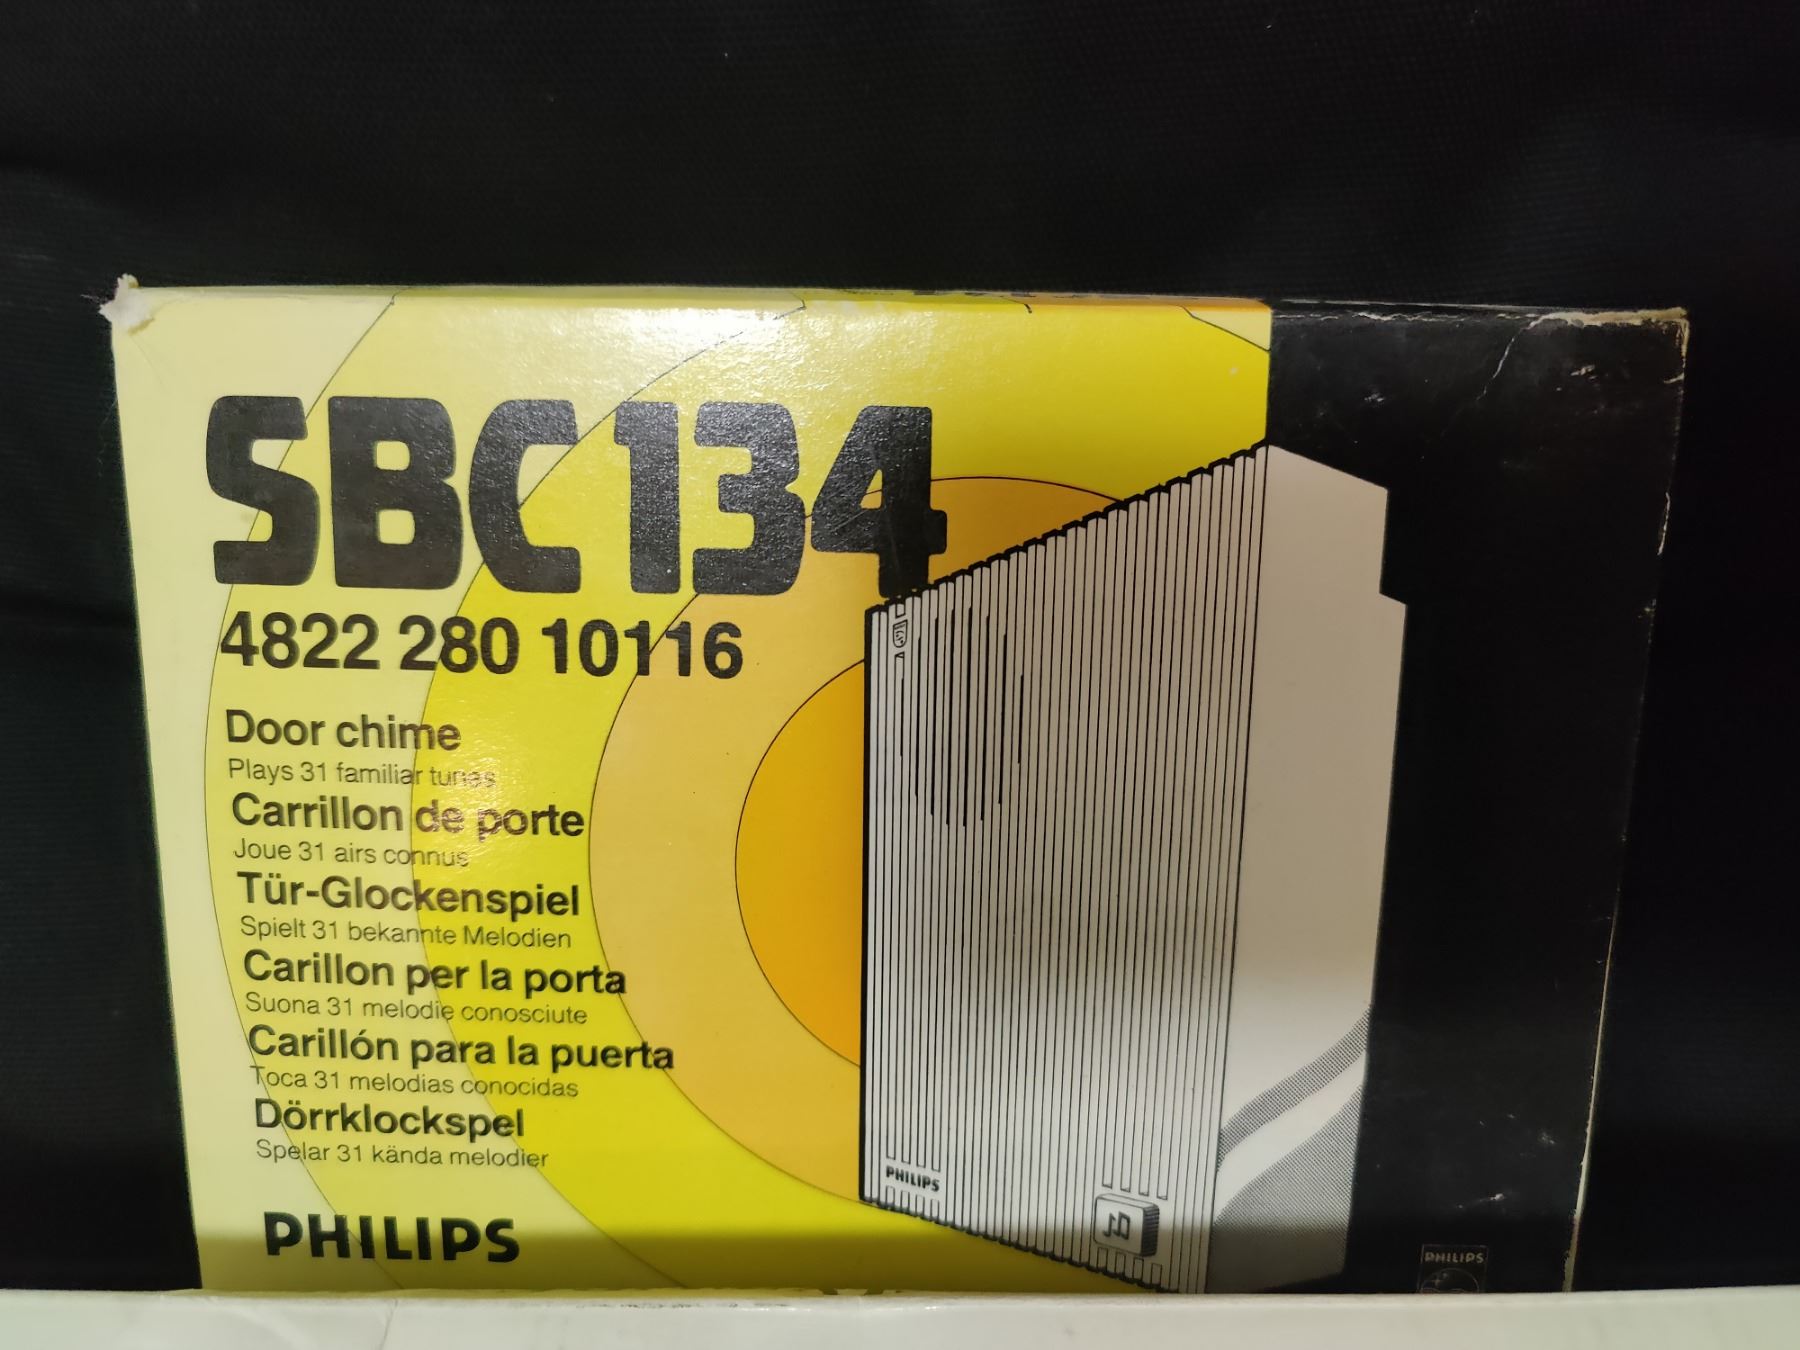 SBC134
4822 280 10116
Door chime
Plays 31 familiar tunes
Carrillon de porte
Joue 31 airs connus
Tür-Glockenspiel
Spielt 31 bekannte Melodien
Carillon per la porta
Suona 31 melodie conosciute
Carillón para la puerta
Toca 31 melodias conocidas
Dörrklockspel
Spelar 31 kända melodier
PHILIPS
PHILIPS
PHILIPS